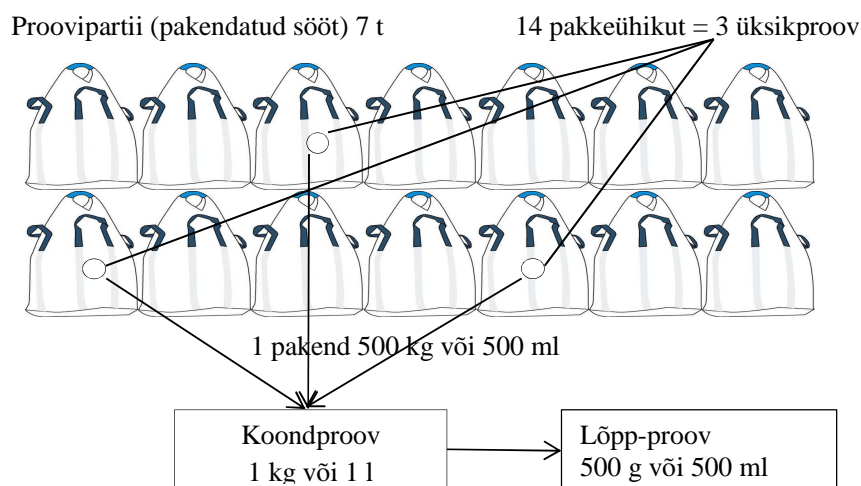 Proovipartii (pakendatud sööt) 7 t
14 pakkeühikut = 3 üksikproov
1 pakend 500 kg või 500 ml
Koondproov
1 kg või 1 l
Lõpp-proov
500 g või 500 ml